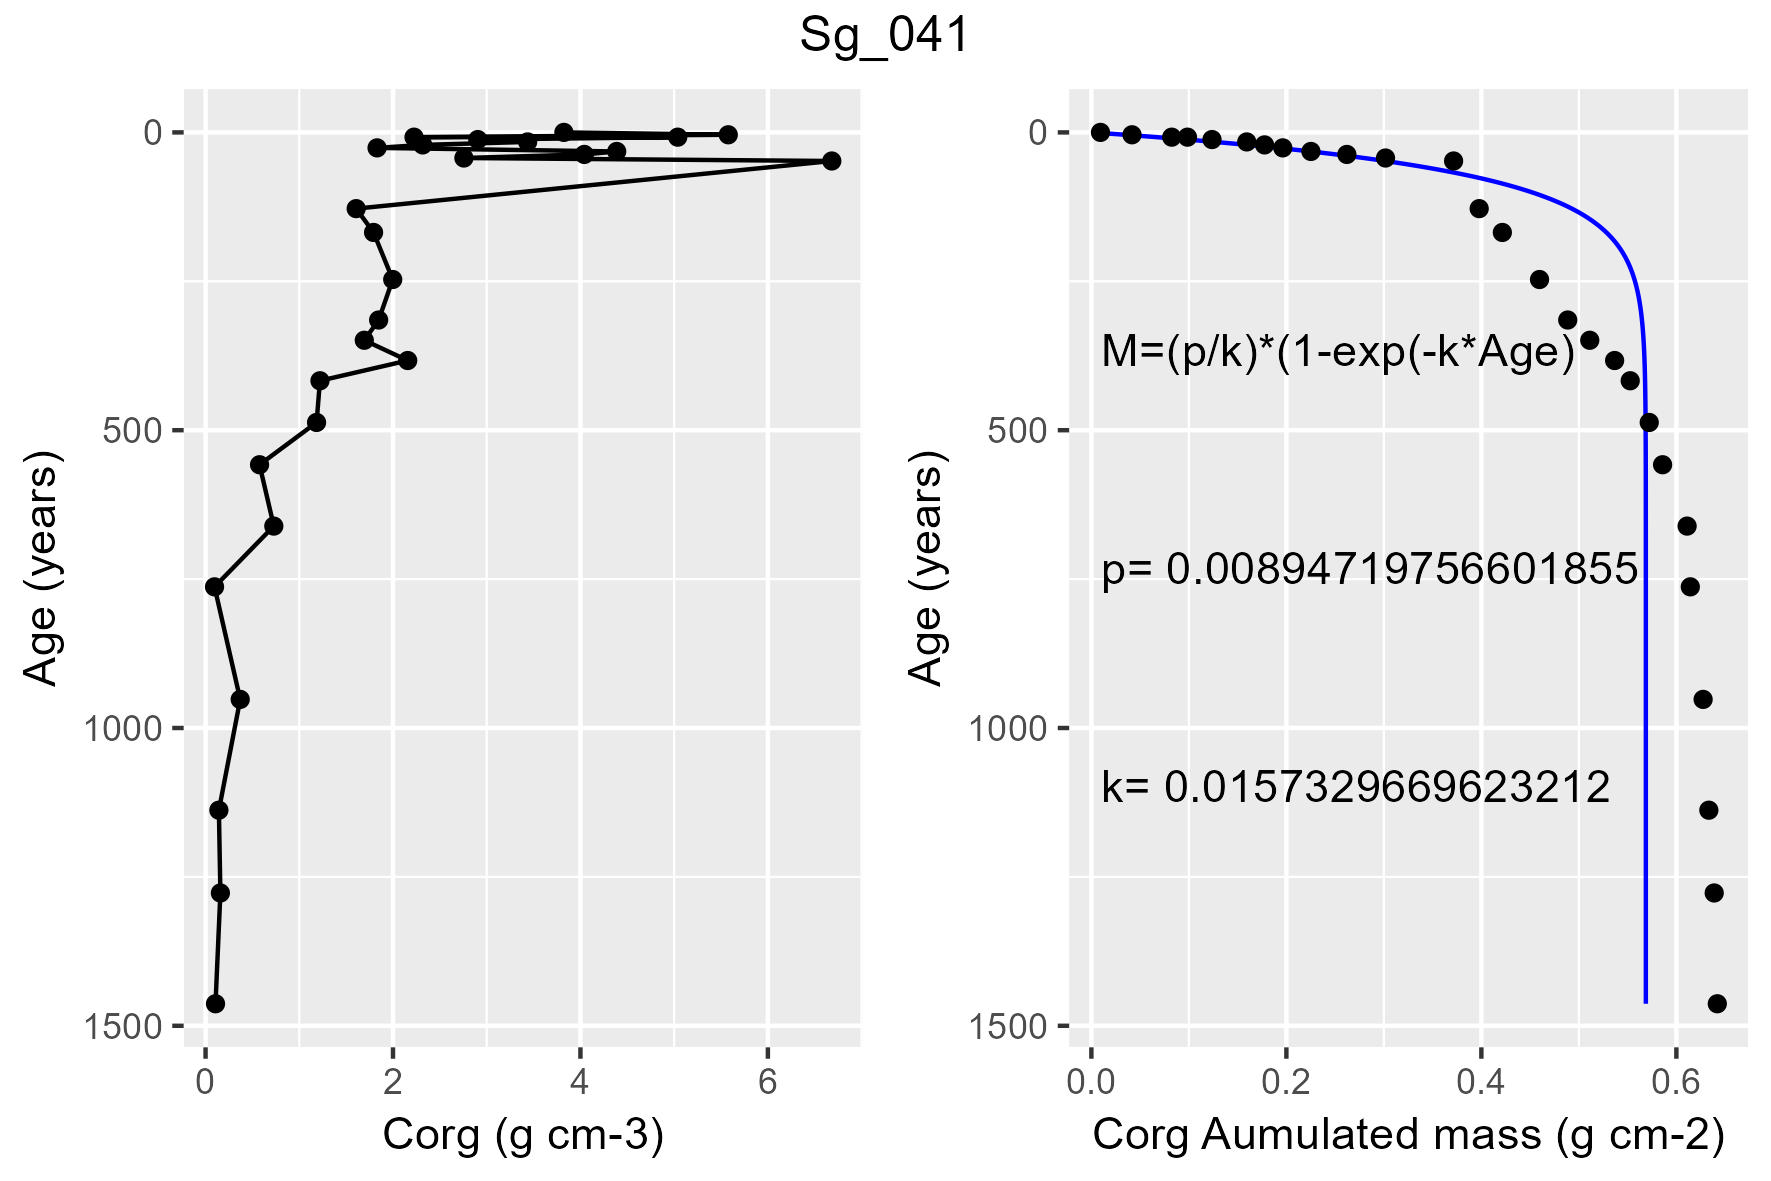 Sg_041
0
500
1000
1500
Age (years)
0
2
4
6
Corg (g cm-3)
0
500
1000
1500
Age (years)
M=(p/k)*(1-exp(-k*Age)
p= 0.00894719756601855
k= 0.0157329669623212
0.0
0.2
0.4
0.6
Corg Aumulated mass (g cm-2)